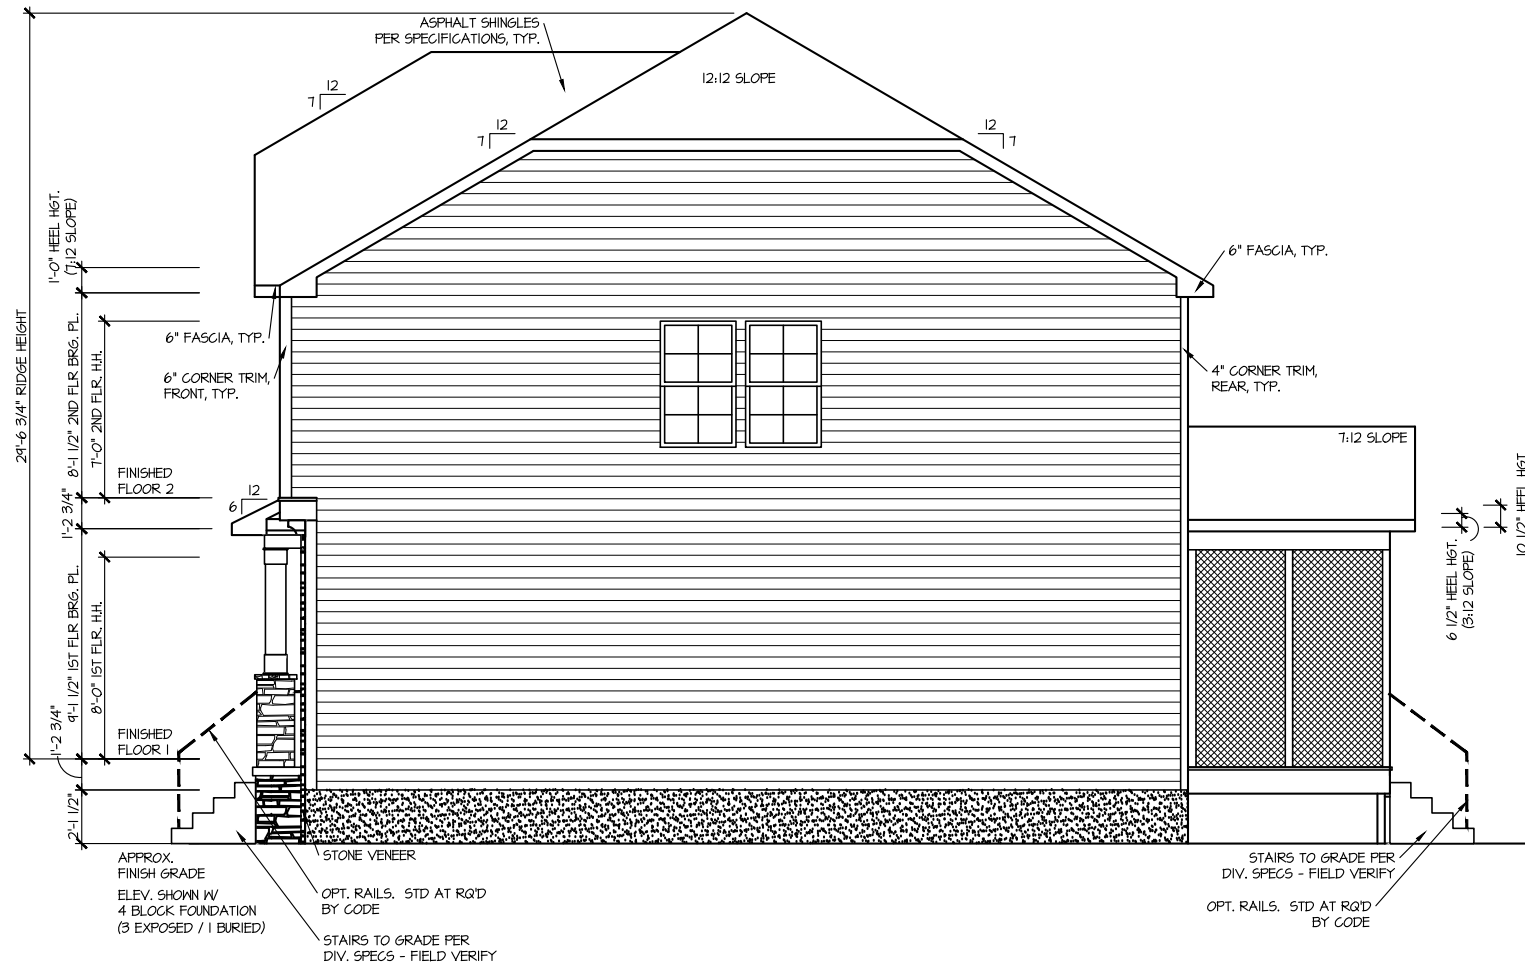 ASPHALT SHINGLES
PER SPECIFICATIONS, TYP.
12:12 SLOPE
12
7
12
7
12
7
1'-0" HEEL HGT.
(7:12 SLOPE)
6" FASCIA, TYP.
6" FASCIA, TYP.
6" CORNER TRIM,
FRONT, TYP.
4" CORNER TRIM,
REAR, TYP.
29'-6 3/4" RIDGE HEIGHT
8'-1 1/2" 2ND FLR BRG. PL.
7'-0" 2ND FLR. H.H.
7:12 SLOPE
FINISHED
FLOOR 2
12
6
1'-2 3/4"
10 1/2" HEEL HGT.
6 1/2" HEEL HGT.
(3:12 SLOPE)
9'-1 1/2" 1ST FLR BRG. PL.
8'-0" 1ST FLR. H.H.
1'-2 3/4"
FINISHED
FLOOR 1
2'-1 1/2"
APPROX.
FINISH GRADE
ELEV. SHOWN W/
4 BLOCK FOUNDATION
(3 EXPOSED / 1 BURIED)
STONE VENEER
OPT. RAILS. STD AT RQ'D
BY CODE
STAIRS TO GRADE PER
DIV. SPECS - FIELD VERIFY
STAIRS TO GRADE PER
DIV. SPECS - FIELD VERIFY
OPT. RAILS. STD AT RQ'D
BY CODE